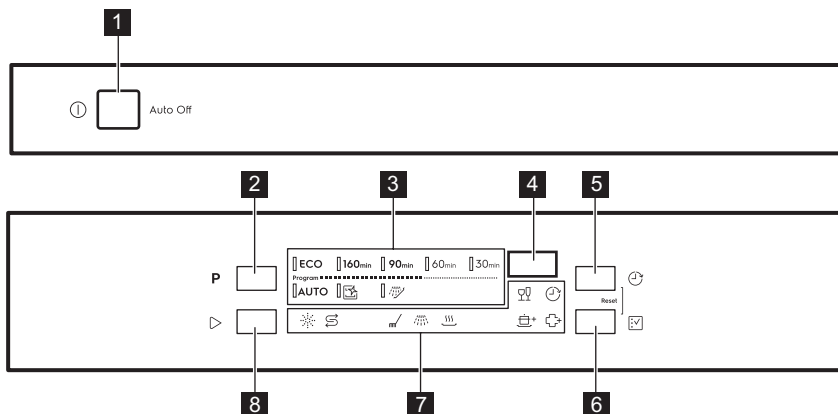 1
Auto Off
2 3 4 5
ECO 160min 90min 60min 30min
P
Program
AUTO
Reset
8 7 6